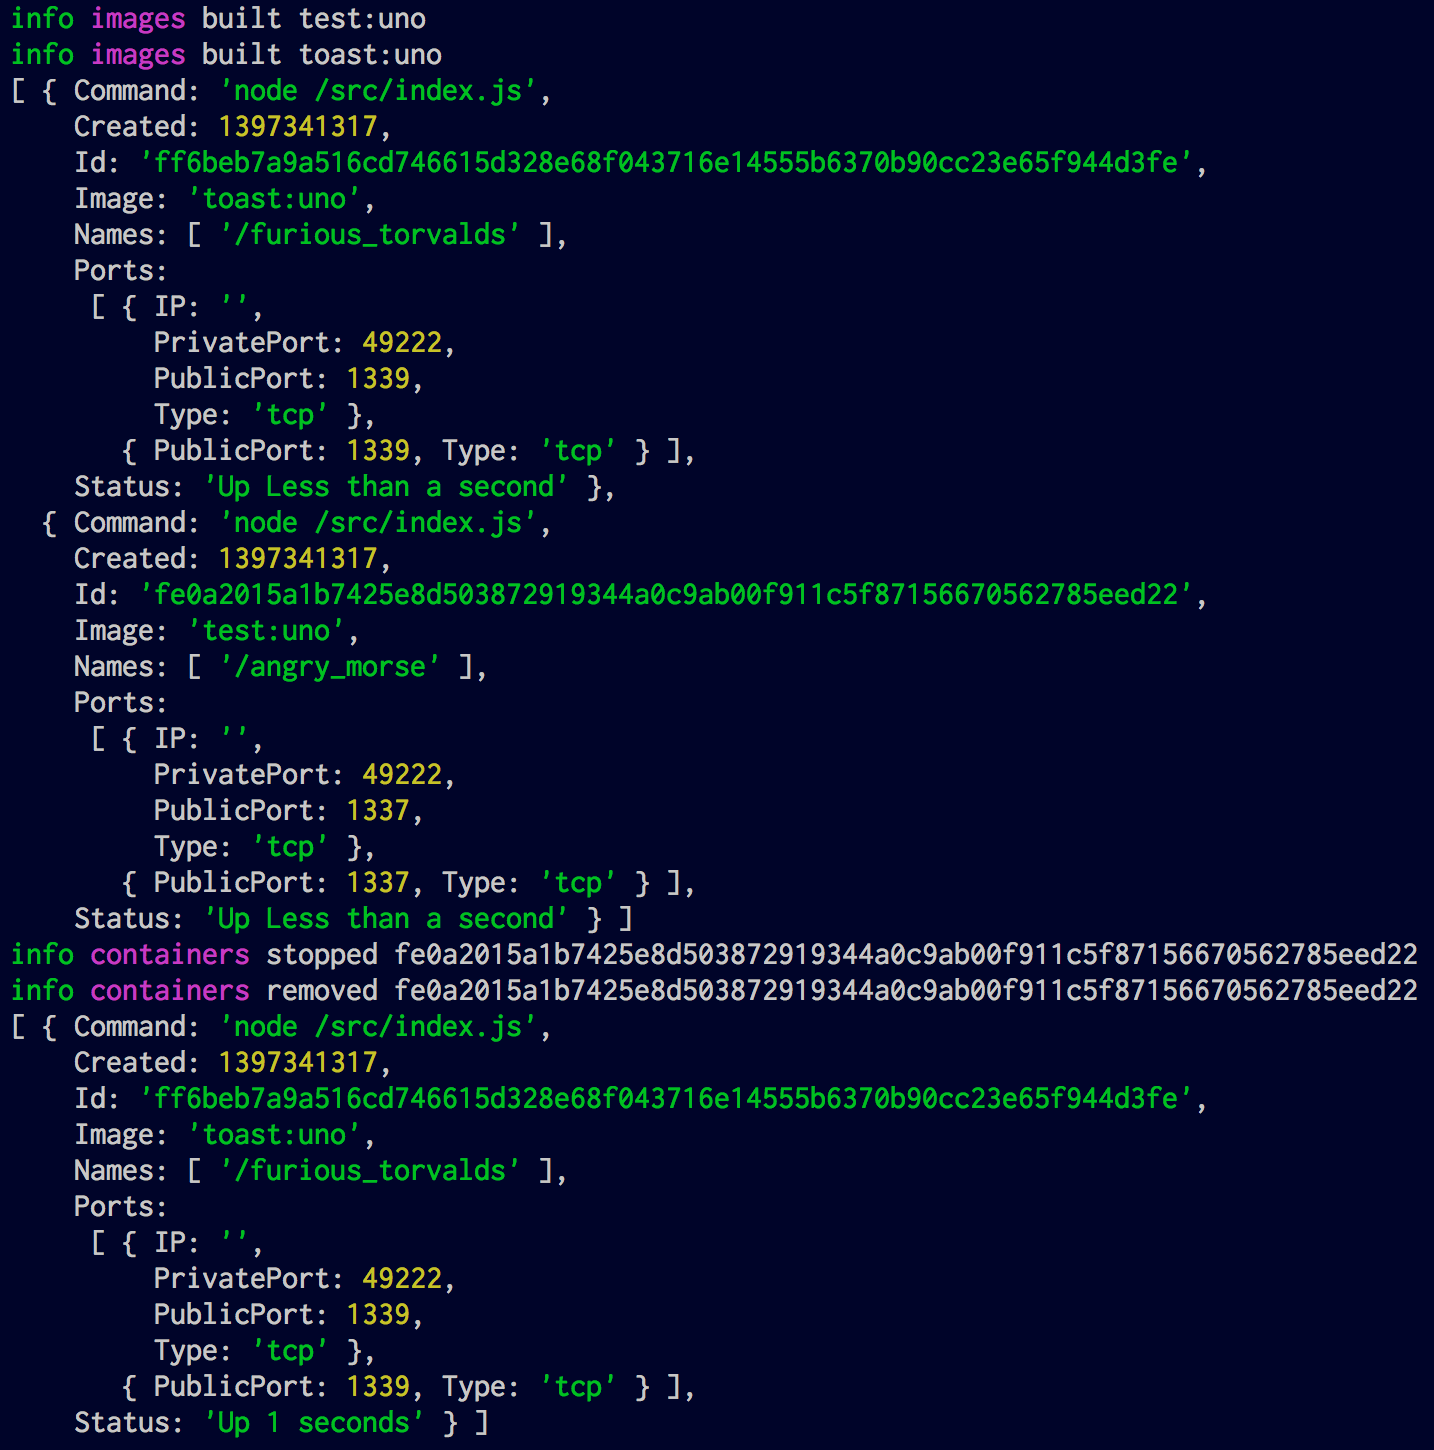 info images built test:uno
info images built toast:uno
[ { Command: 'node /src/index.js',
    Created: 1397341317,
    Id: 'ff6beb7a9a516cd746615d328e68f043716e14555b6370b90cc23e65f944d3fe',
    Image: 'toast:uno',
    Names: [ '/furious_torvalds' ],
    Ports:
     [ { IP: '',
         PrivatePort: 49222,
         PublicPort: 1339,
         Type: 'tcp' },
       { PublicPort: 1339, Type: 'tcp' } ],
    Status: 'Up Less than a second' },
  { Command: 'node /src/index.js',
    Created: 1397341317,
    Id: 'fe0a2015a1b7425e8d503872919344a0c9ab00f911c5f87156670562785eed22',
    Image: 'test:uno',
    Names: [ '/angry_morse' ],
    Ports:
     [ { IP: '',
         PrivatePort: 49222,
         PublicPort: 1337,
         Type: 'tcp' },
       { PublicPort: 1337, Type: 'tcp' } ],
    Status: 'Up Less than a second' } ]
info containers stopped fe0a2015a1b7425e8d503872919344a0c9ab00f911c5f87156670562785eed22
info containers removed fe0a2015a1b7425e8d503872919344a0c9ab00f911c5f87156670562785eed22
[ { Command: 'node /src/index.js',
    Created: 1397341317,
    Id: 'ff6beb7a9a516cd746615d328e68f043716e14555b6370b90cc23e65f944d3fe',
    Image: 'toast:uno',
    Names: [ '/furious_torvalds' ],
    Ports:
     [ { IP: '',
         PrivatePort: 49222,
         PublicPort: 1339,
         Type: 'tcp' },
       { PublicPort: 1339, Type: 'tcp' } ],
    Status: 'Up 1 seconds' } ]